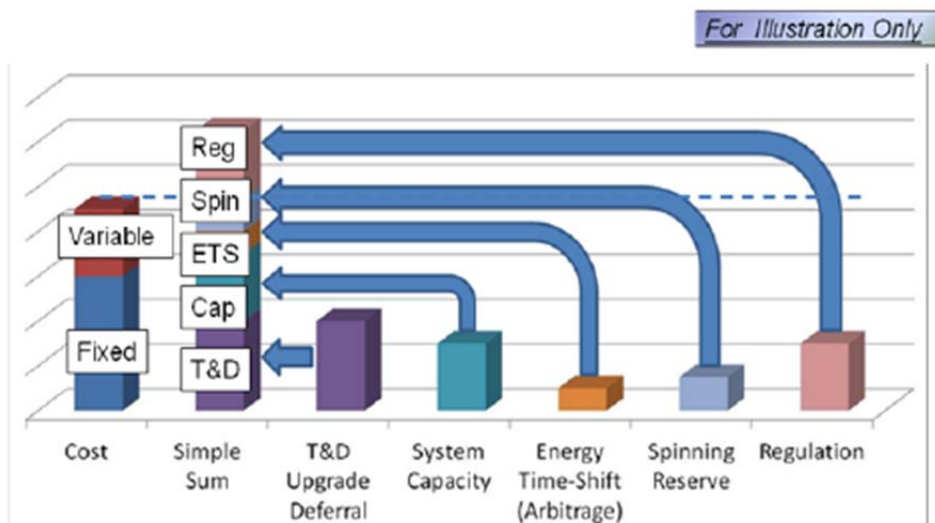 For Illustration Only
Reg
Spin
Variable
ETS
Cap
Fixed
T&D
Cost
Simple
Sum
T&D
Upgrade
Deferral
System
Capacity
Energy
Time-Shift
(Arbitrage)
Spinning
Reserve
Regulation